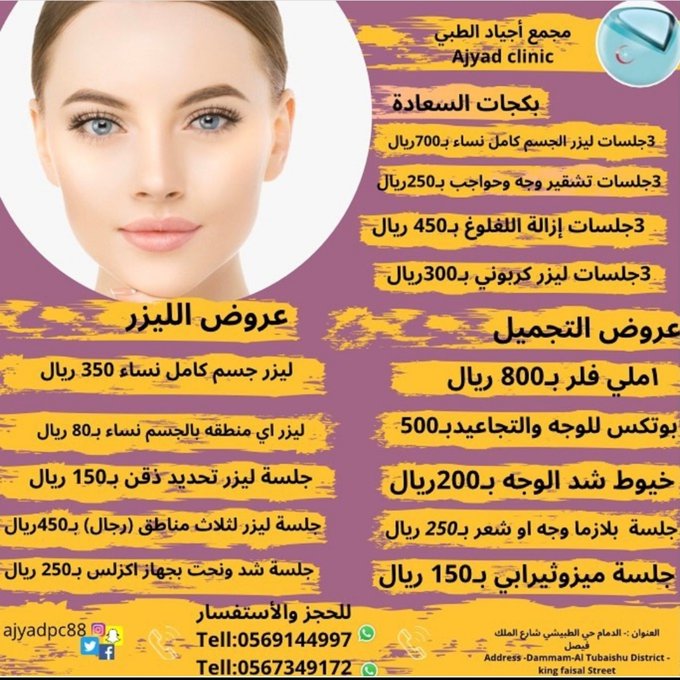 مجمع أجياد الطبي
Ajyad clinic
بكجات السعادة
3جلسات ليزر الجسم كامل نساء بـ700ريال
3جلسات تشقير وجه وحواجب بـ250ريال
3جلسات إزالة اللغلوغ بـ450 ريال
3جلسات ليزر كربوني بـ300ريال
عروض التجميل
١ملي فلر بـ800 ريال
بوتكس للوجه والتجاعيدبـ500
خيوط شد الوجه بـ200ريال
جلسة بلازما وجه او شعر بـ250 ريال
جلسة ميزوثيرابي بـ150 ريال
عروض الليزر
ليزر جسم كامل نساء 350 ريال
ليزر اي منطقه بالجسم نساء بـ80 ريال
جلسة ليزر تحديد ذقن بـ150 ريال
جلسة ليزر لثلاث مناطق (رجال) بـ450ريال
جلسة شد ونحت بجهاز اكزلس بـ250 ريال
العنوان :- الدمام حي الطبيشي شارع الملك
فيصل
Address -Dammam-Al Tubaishu District -
king faisal Street
للحجز والأستفسار
Tell:0569144997
Tell:0567349172
ajyadpc88